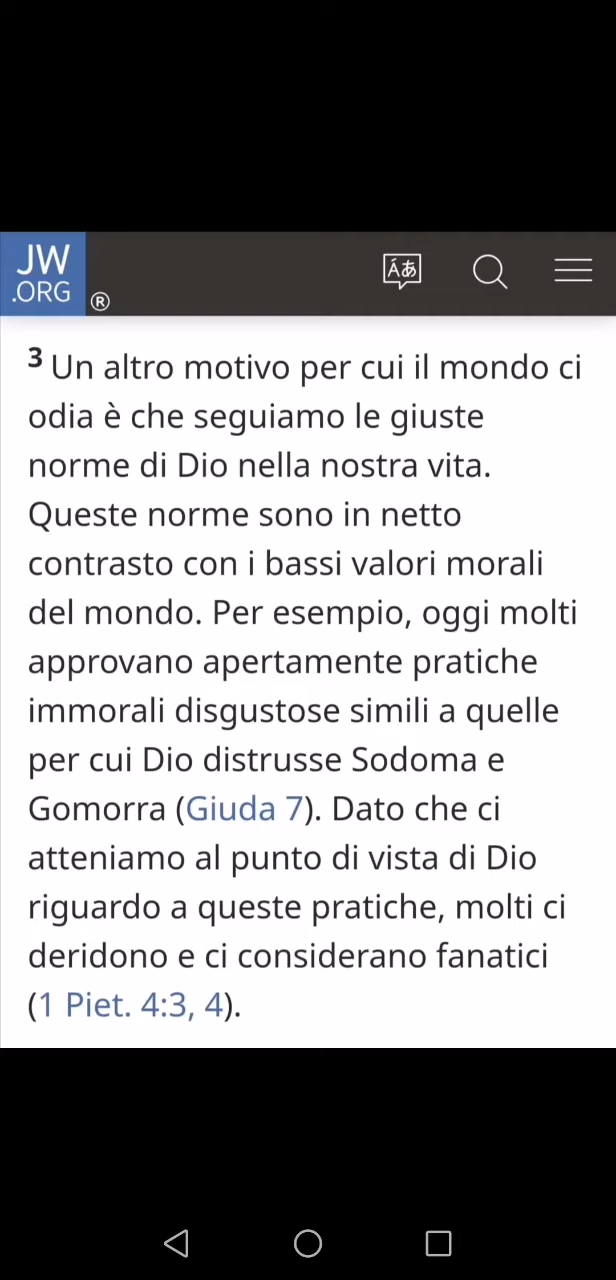 JW
.ORG
®
Áあ
3 Un altro motivo per cui il mondo ci
odia è che seguiamo le giuste
norme di Dio nella nostra vita.
Queste norme sono in netto
contrasto con i bassi valori morali
del mondo. Per esempio, oggi molti
approvano apertamente pratiche
immorali disgustose simili a quelle
per cui Dio distrusse Sodoma e
Gomorra (Giuda 7). Dato che ci
atteniamo al punto di vista di Dio
riguardo a queste pratiche, molti ci
deridono e ci considerano fanatici
(1 Piet. 4:3, 4).